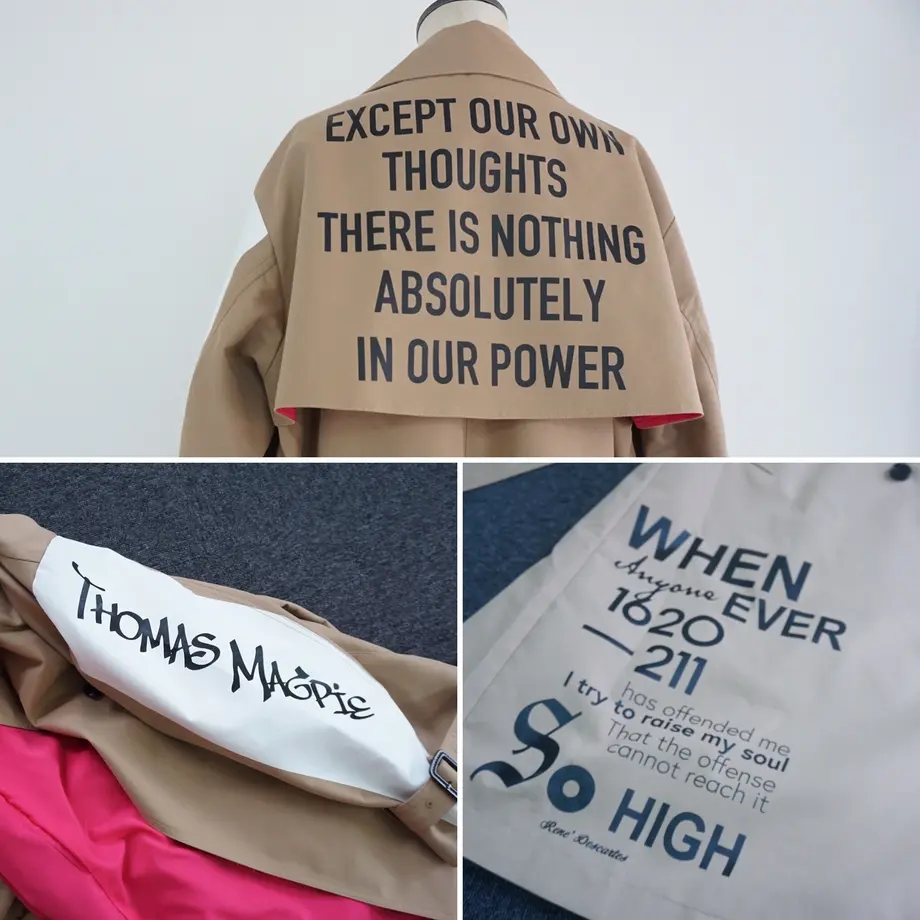 EXCEPT OUR OWN
THOUGHTS
THERE IS NOTHING
ABSOLUTELY
IN OUR POWER
THOMAS MAGPIE
WHEN
Anyone EVER
1620
—211
has offended me
I try to raise my soul
That the offense
cannot reach it
So HIGH
René Descartes